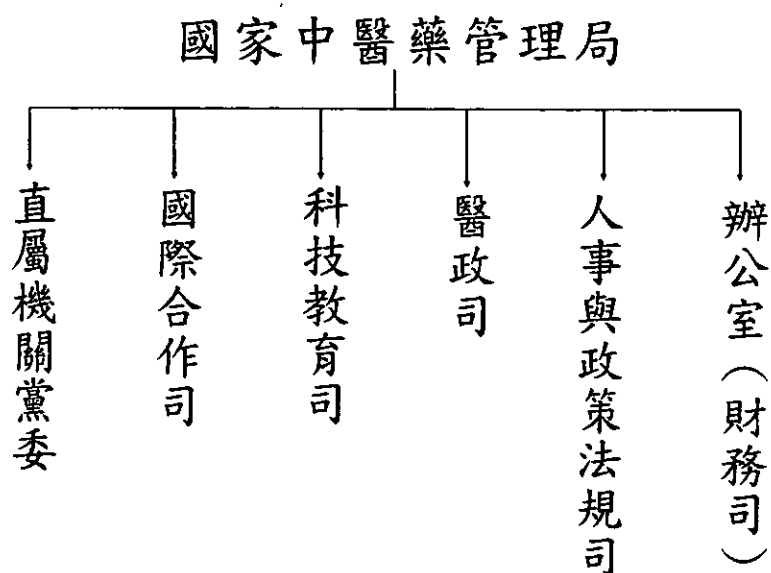 國家中醫藥管理局
辦公室（財務司）
人事與政策法規司
醫政司
科技教育司
國際合作司
直屬機關黨委